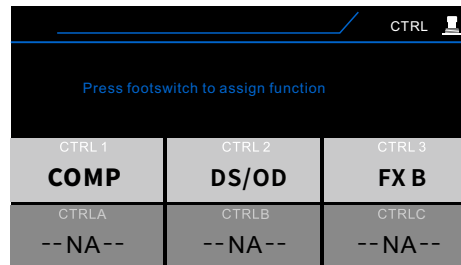 CTRL
Press footswitch to assign function
CTRL 1 CTRL 2 CTRL 3
COMP DS/OD FX B
CTRLA CTRLB CTRLC
--NA-- --NA-- --NA--